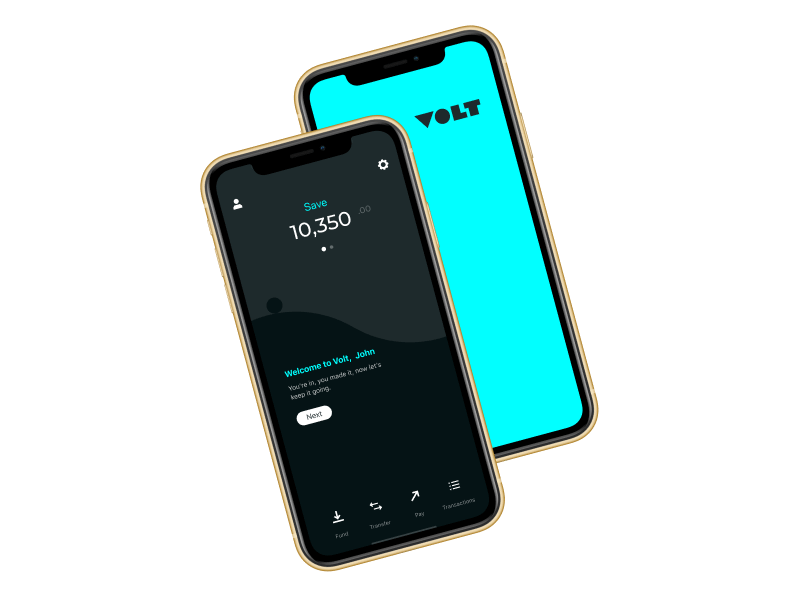 VOLT
Save
10,350 .00
Welcome to Volt, John
You're in, you made it, now let's
keep it going.
Next
Fund
Transfer
Pay
Transactions